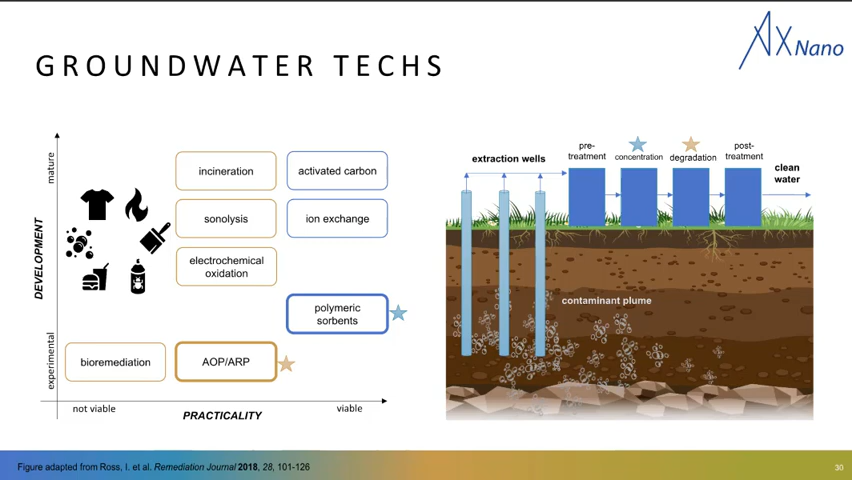 AxNano
GROUNDWATER TECHS
mature
DEVELOPMENT
experimental
incineration
activated carbon
sonolysis
ion exchange
electrochemical
oxidation
polymeric
sorbents
bioremediation
AOP/ARP
not viable
PRACTICALITY
viable
extraction wells
pre-
treatment
concentration
degradation
post-
treatment
clean
water
contaminant plume
Figure adapted from Ross, I. et al. Remediation Journal 2018, 28, 101-126
30